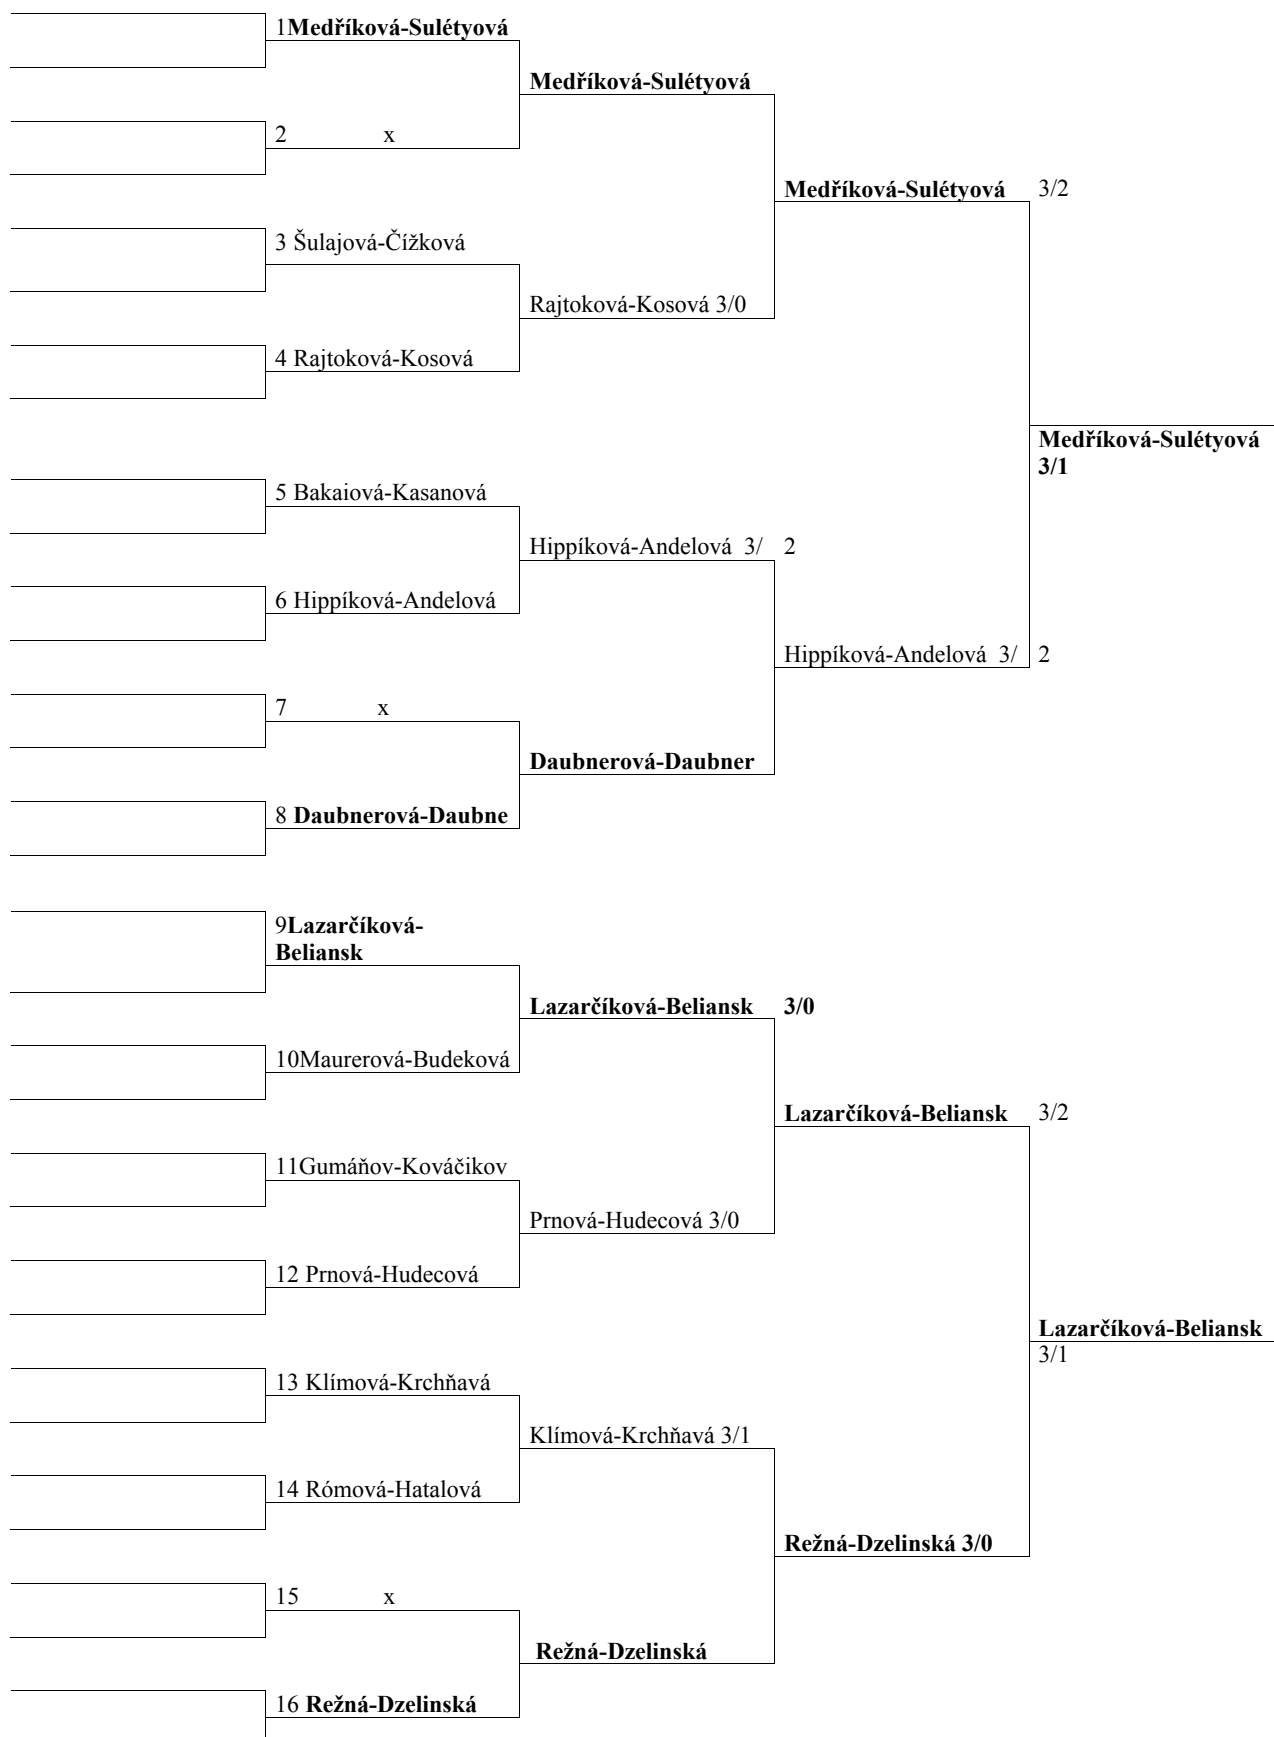 1Medříková-Sulétyová
Medříková-Sulétyová
2 x
Medříková-Sulétyová 3/2
3 Šulajová-Čížková
Rajtoková-Kosová 3/0
4 Rajtoková-Kosová
Medříková-Sulétyová
3/1
5 Bakaiová-Kasanová
Hippíková-Andelová 3/ 2
6 Hippíková-Andelová
Hippíková-Andelová 3/ 2
7 x
Daubnerová-Daubner
8 Daubnerová-Daubne
9Lazarčíková-
Beliansk
Lazarčíková-Beliansk 3/0
10Maurerová-Budeková
Lazarčíková-Beliansk 3/2
11Gumáňov-Kováčikov
Prnová-Hudecová 3/0
12 Prnová-Hudecová
Lazarčíková-Beliansk
3/1
13 Klímová-Krchňavá
Klímová-Krchňavá 3/1
14 Rómová-Hatalová
Režná-Dzelinská 3/0
15 x
Režná-Dzelinská
16 Režná-Dzelinská